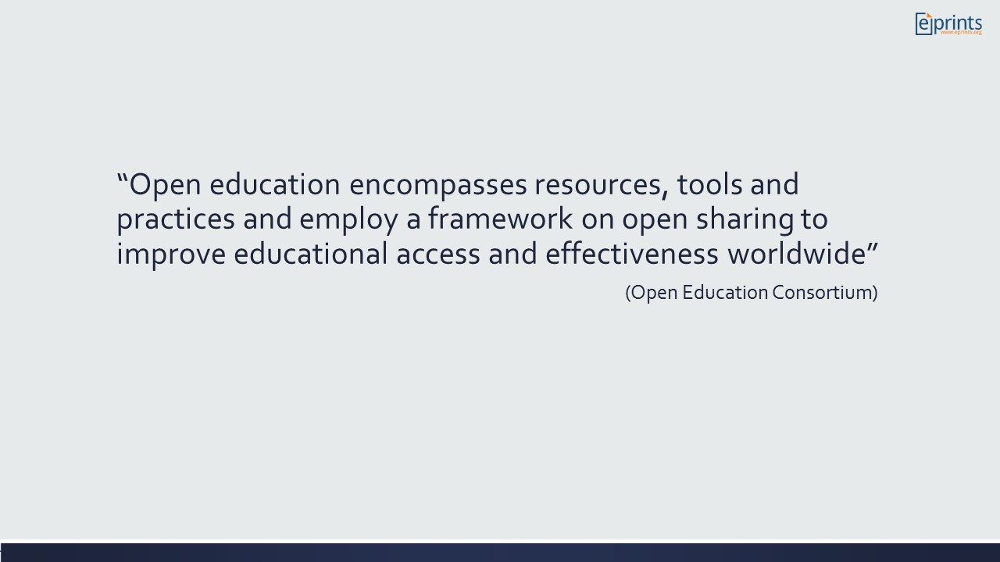 eprints
www.eprints.org
“Open education encompasses resources, tools and
practices and employ a framework on open sharing to
improve educational access and effectiveness worldwide”
(Open Education Consortium)